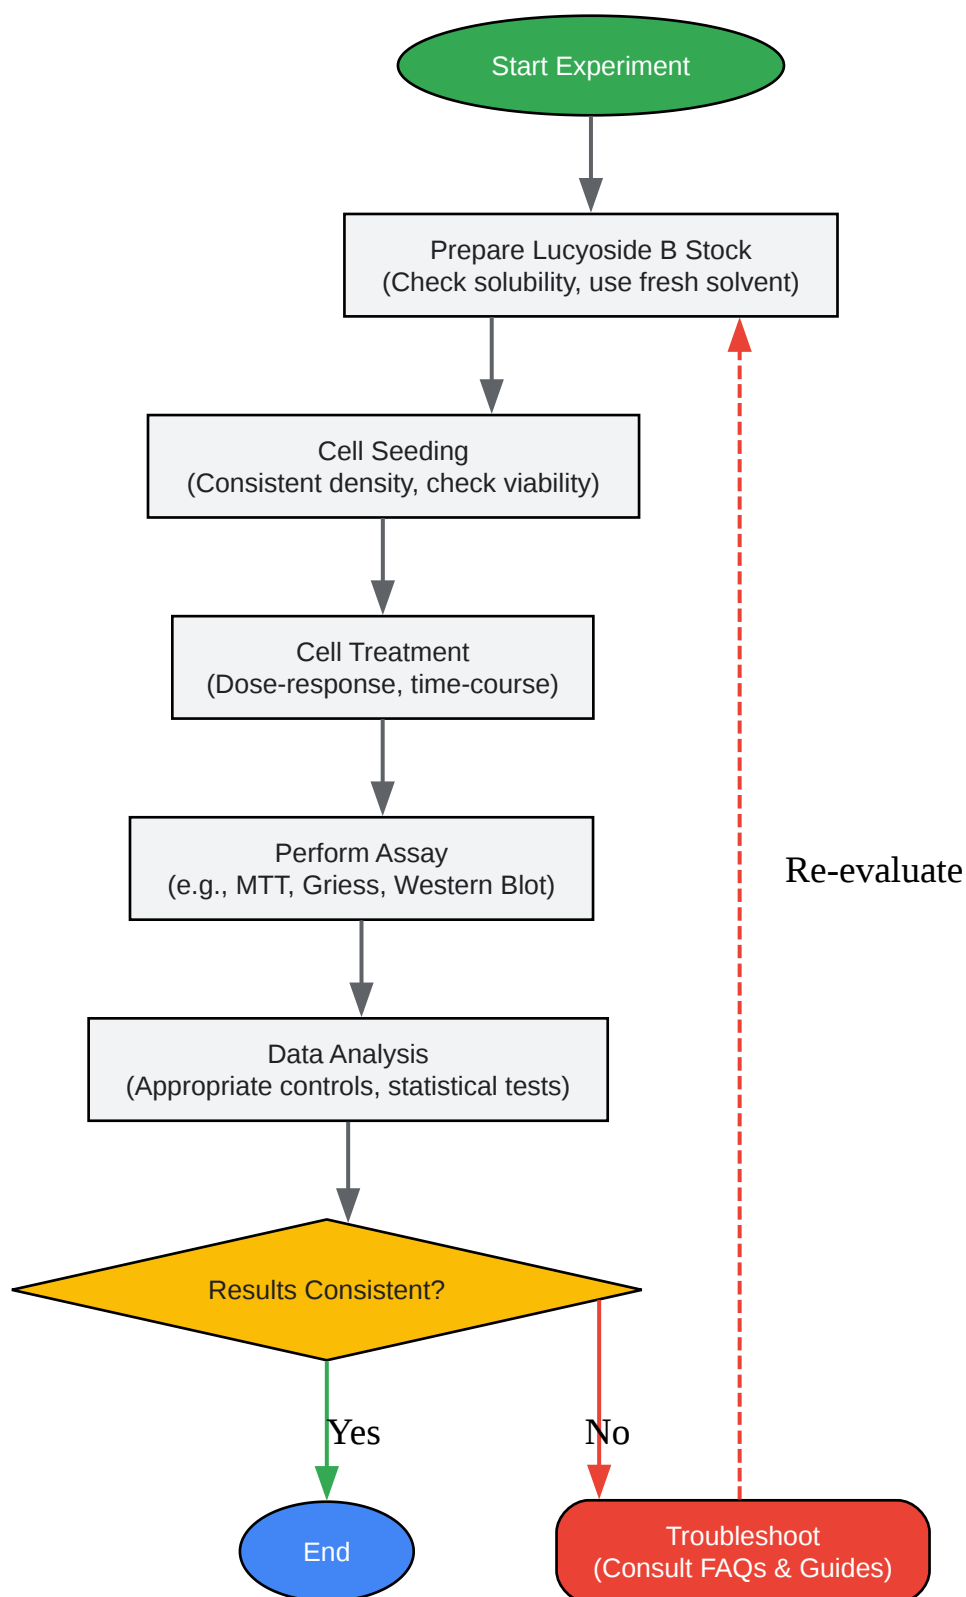 Start Experiment
Prepare Lucyoside B Stock
(Check solubility, use fresh solvent)
Cell Seeding
(Consistent density, check viability)
Cell Treatment
(Dose-response, time-course)
Perform Assay
(e.g., MTT, Griess, Western Blot)
Re-evaluate
Data Analysis
(Appropriate controls, statistical tests)
Results Consistent?
Yes
No
End
Troubleshoot
(Consult FAQs & Guides)